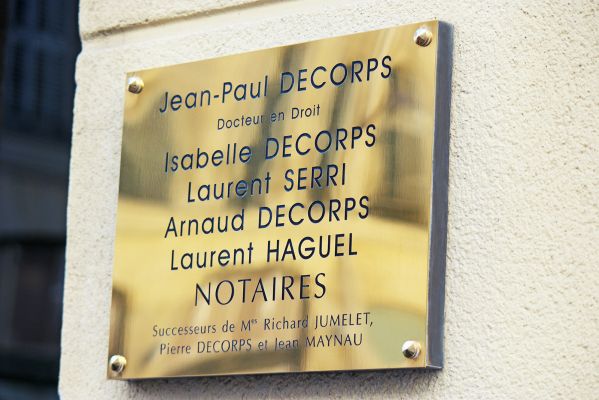 Jean-Paul DECORPS
Docteur en Droit
Isabelle DECORPS
Laurent SERRI
Arnaud DECORPS
Laurent HAGUEL
NOTAIRES
Successeurs de Mes Richard JUMELET,
Pierre DECORPS et Jean MAYNAU